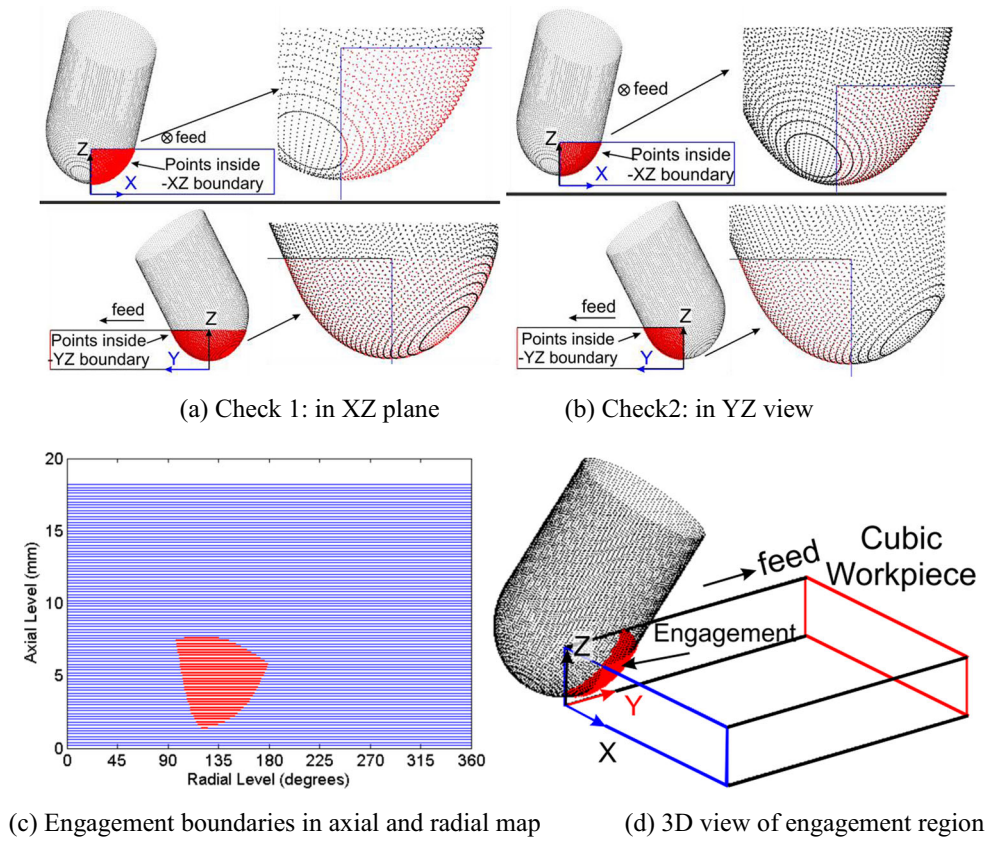 ⊗ feed
Z
Points inside
-XZ boundary
X
feed
Z
Points inside
-YZ boundary
Y
(a) Check 1: in XZ plane
⊗ feed
Z
Points inside
-XZ boundary
X
feed
Z
Points inside
-YZ boundary
Y
(b) Check2: in YZ view
20
15
10
5
0
Axial Level (mm)
0 45 90 135 180 225 270 315 360
Radial Level (degrees)
(c) Engagement boundaries in axial and radial map
feed
Cubic
Workpiece
Engagement
Z
Y
X
(d) 3D view of engagement region